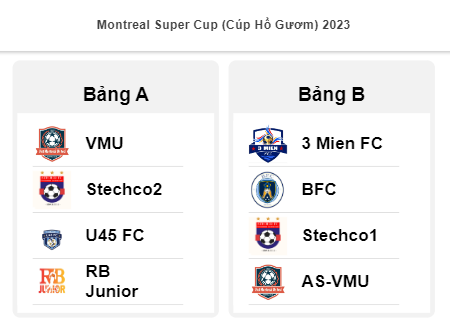 Montreal Super Cup (Cúp Hồ Gươm) 2023
Bảng A
VMU
Stechco2
U45 FC
RB
Junior
Bảng B
3 Mien FC
BFC
Stechco1
AS-VMU